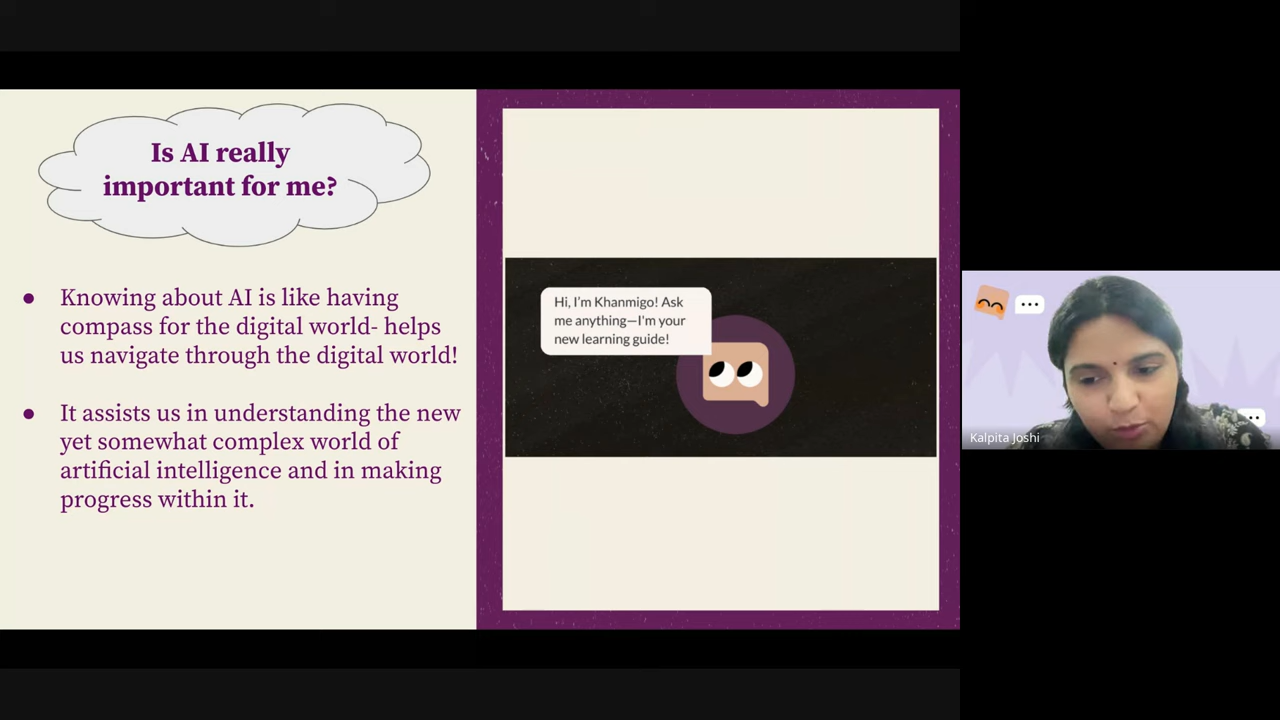 Is AI really
important for me?
● Knowing about AI is like having
compass for the digital world- helps
us navigate through the digital world!
● It assists us in understanding the new
yet somewhat complex world of
artificial intelligence and in making
progress within it.
Hi, I'm Khanmigo! Ask
me anything—I'm your
new learning guide!
Kalpita Joshi